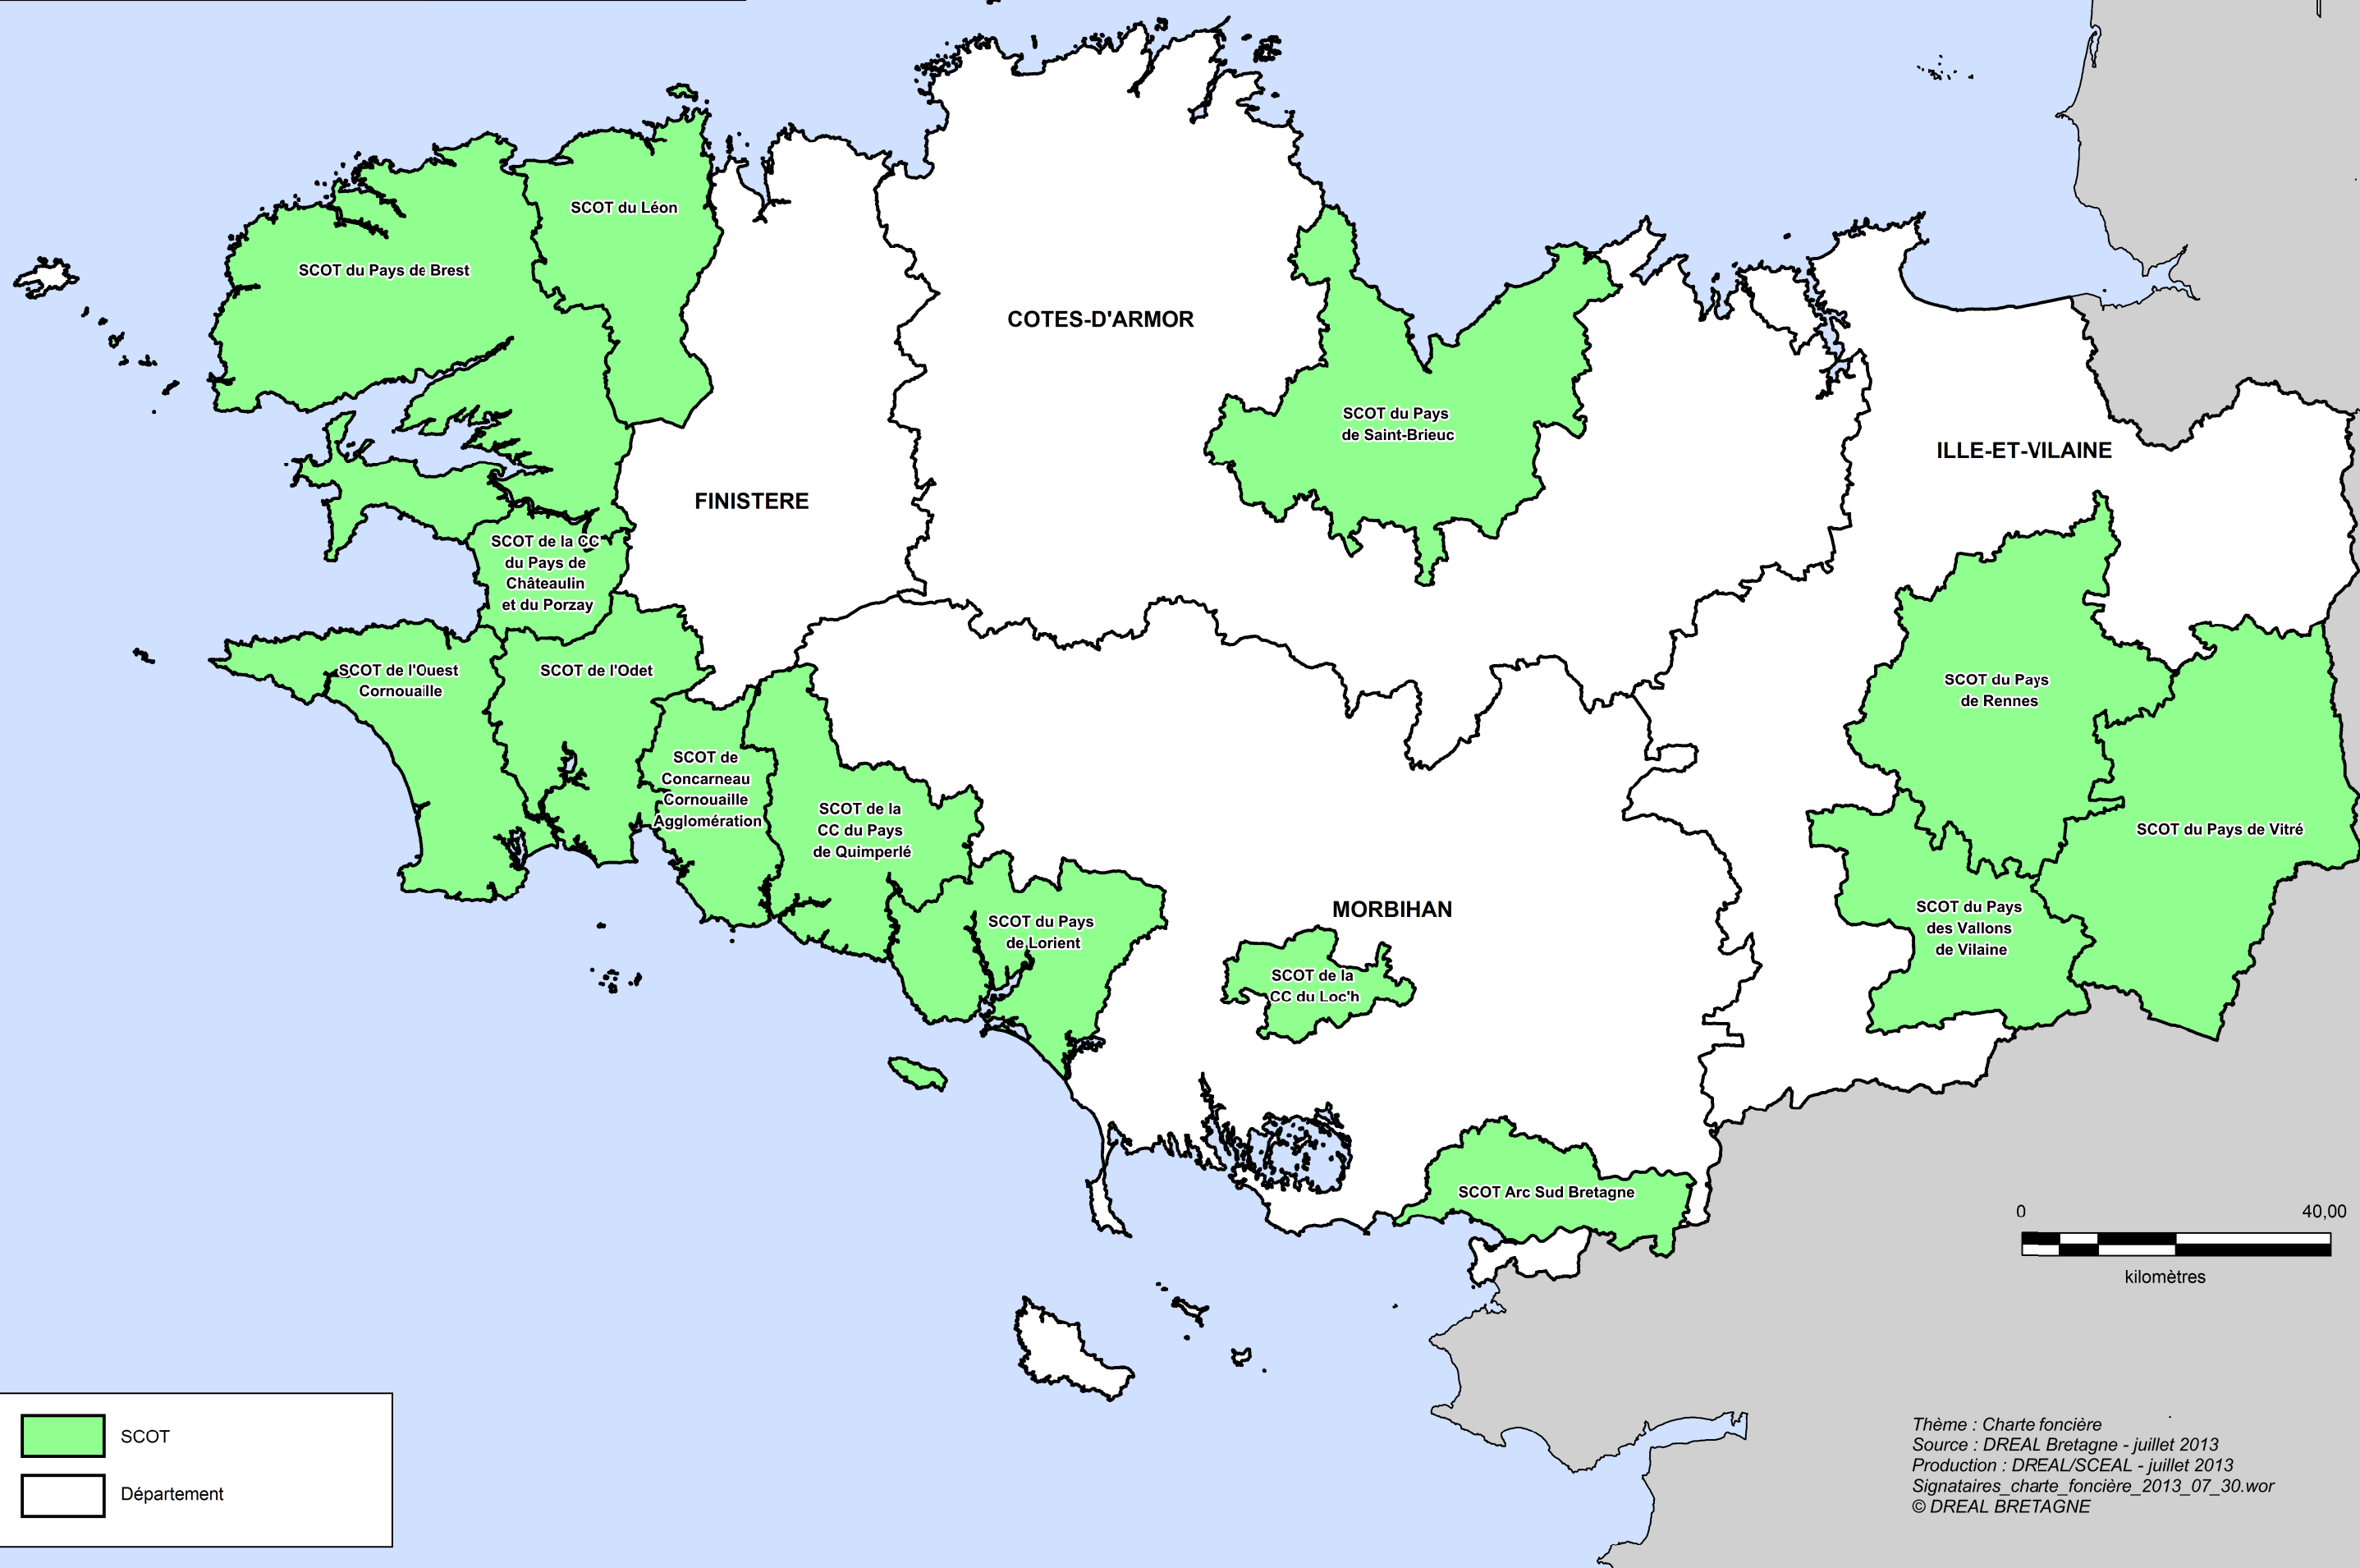 SCOT du Léon
SCOT du Pays de Brest
COTES-D'ARMOR
SCOT du Pays
de Saint-Brieuc
ILLE-ET-VILAINE
FINISTERE
SCOT de la CC
du Pays de
Châteaulin
et du Porzay
SCOT de l'Ouest
Cornouaille
SCOT de l'Odet
SCOT du Pays
de Rennes
SCOT de
Concarneau
Cornouaille
Agglomération
SCOT de la
CC du Pays
de Quimperlé
SCOT du Pays de Vitré
SCOT du Pays
de Lorient
MORBIHAN
SCOT du Pays
des Vallons
de Vilaine
SCOT de la
CC du Loc'h
SCOT Arc Sud Bretagne
0 40,00
kilomètres
SCOT
Département
Thème : Charte foncière
Source : DREAL Bretagne - juillet 2013
Production : DREAL/SCEAL - juillet 2013
Signataires_charte_foncière_2013_07_30.wor
© DREAL BRETAGNE